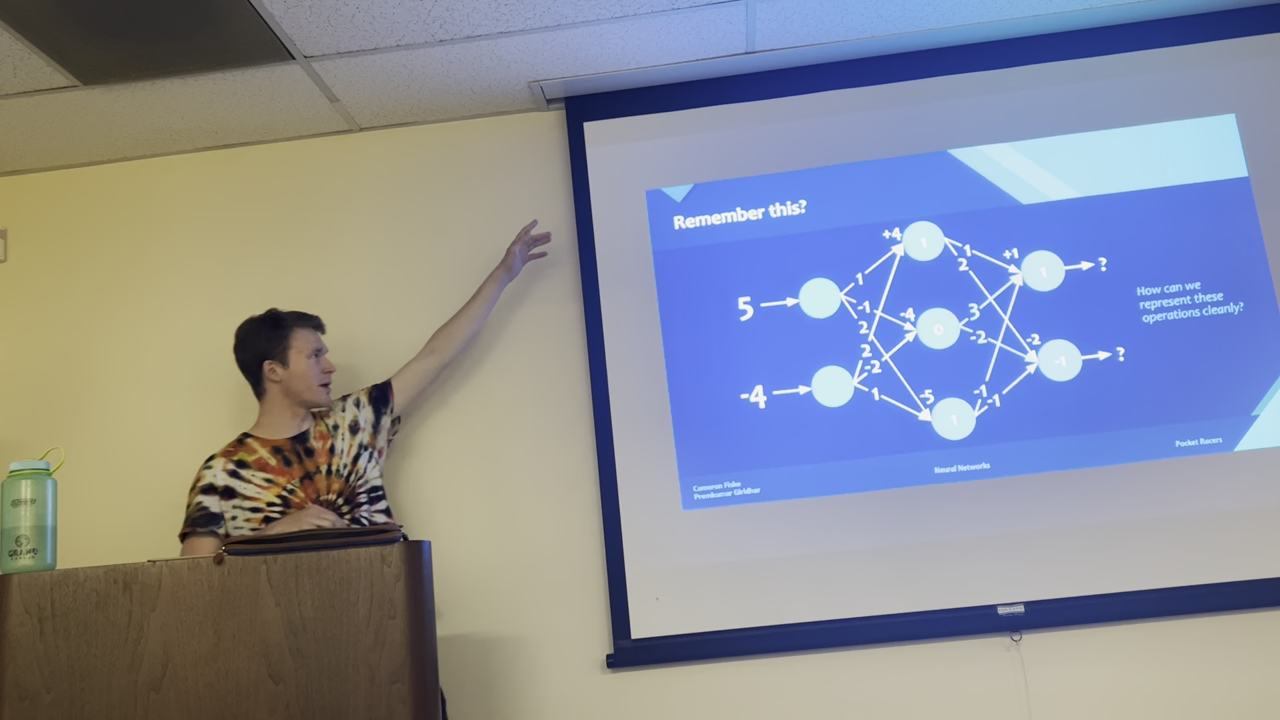 Remember this?
+4
1
1
+1
1
?
2
5
1
-1
-4
0
3
How can we
represent these
operations cleanly?
2
-2
-2
-1
?
2
-2
-4
1
-5
1
-1
-1
Pocket Racers
Neural Networks
Cameron Fiske
Premkumar Giridhar
GRAND